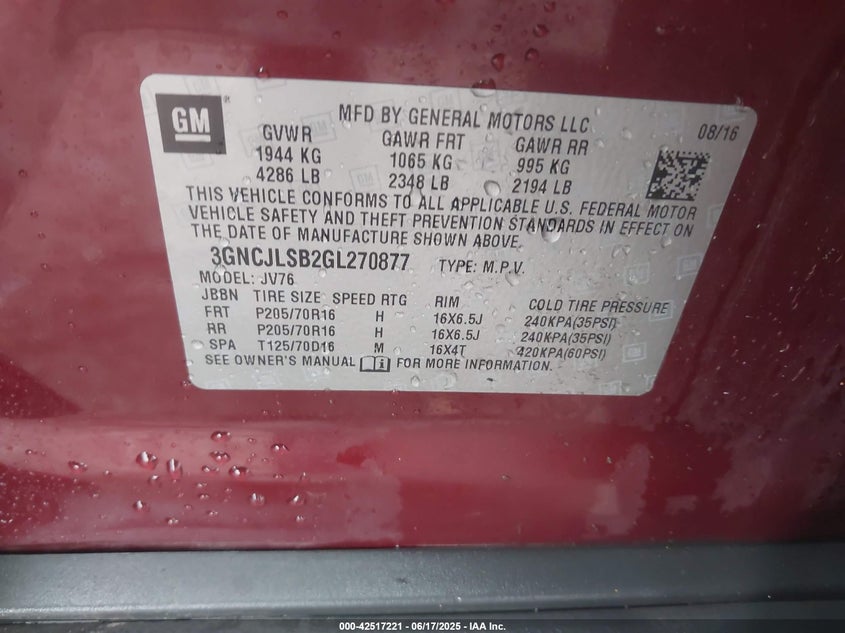 GM
MFD BY GENERAL MOTORS LLC 08/16
GVWR GAWR FRT GAWR RR
1944 KG 1065 KG 995 KG
4286 LB 2348 LB 2194 LB
THIS VEHICLE CONFORMS TO ALL APPLICABLE U.S. FEDERAL MOTOR
VEHICLE SAFETY AND THEFT PREVENTION STANDARDS IN EFFECT ON
THE DATE OF MANUFACTURE SHOWN ABOVE.
3GNCJLSB2GL270877 TYPE: M.P.V.
MODEL: JV76
JBBN TIRE SIZE SPEED RTG RIM COLD TIRE PRESSURE
FRT P205/70R16 H 16X6.5J 240KPA(35PSI)
RR P205/70R16 H 16X6.5J 240KPA(35PSI)
SPA T125/70D16 M 16X4T 420KPA(60PSI)
SEE OWNER'S MANUAL FOR MORE INFORMATION.
000-42517221 | 06/17/2025 | IAA Inc.